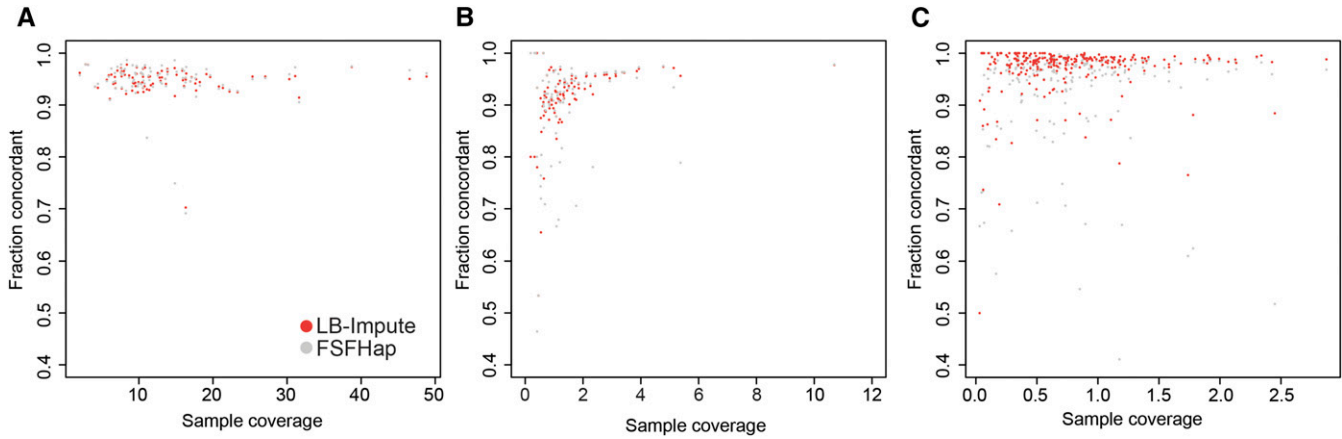 A
Fraction concordant
1.0
0.9
0.8
0.7
0.6
0.5
0.4
10 20 30 40 50
Sample coverage
LB-Impute
FSFHap
B
Fraction concordant
1.0
0.9
0.8
0.7
0.6
0.5
0.4
0 2 4 6 8 10 12
Sample coverage
C
Fraction concordant
1.0
0.9
0.8
0.7
0.6
0.5
0.4
0.0 0.5 1.0 1.5 2.0 2.5
Sample coverage